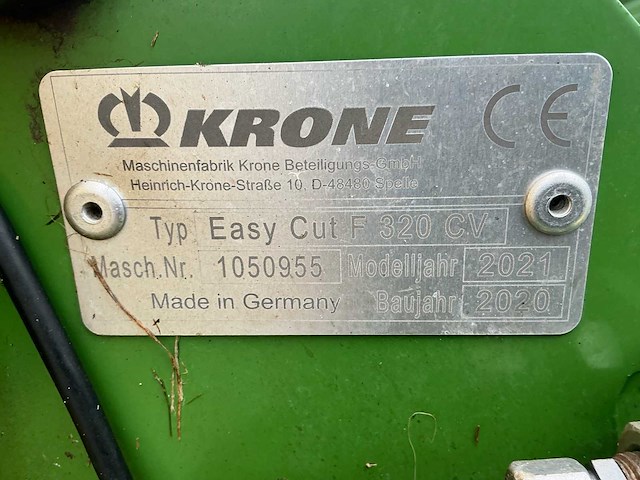 KRONE CE
Maschinenfabrik Krone Beteiligungs-GmbH
Heinrich-Krone-Straße 10, D-48480 Spelle
Typ Easy Cut F 320 CV
Masch.Nr. 1050955 Modelljahr 2021
Made in Germany Baujahr 2020